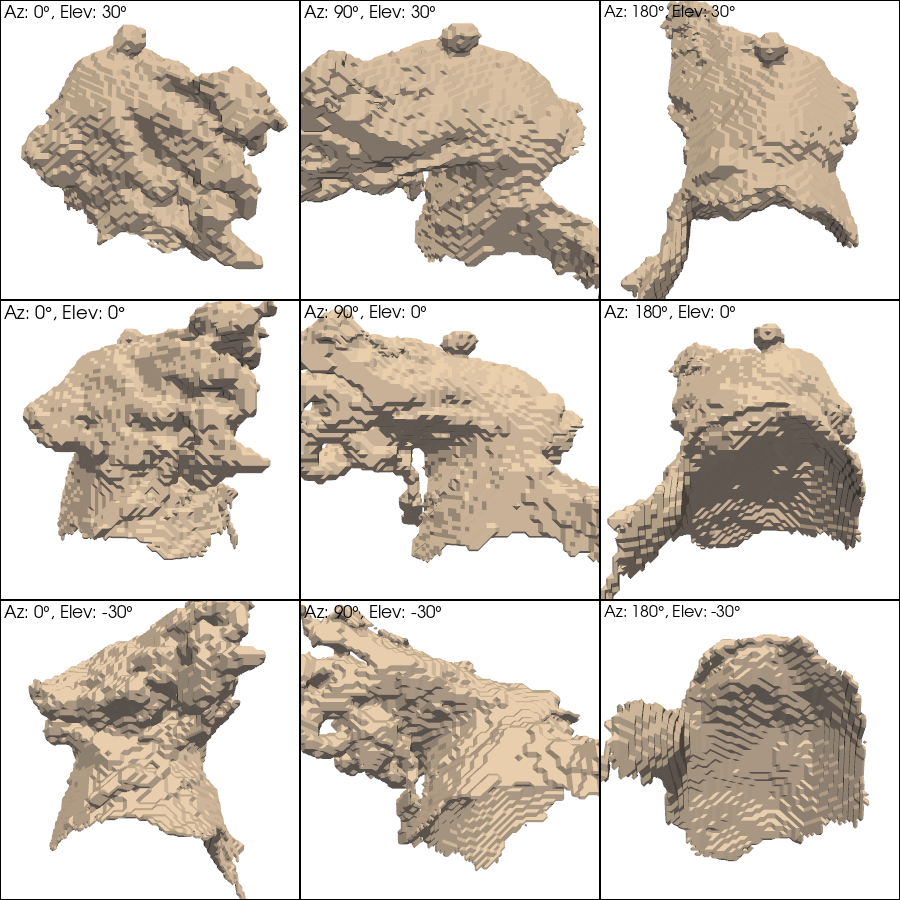 Az: 0°, Elev: 30°
Az: 90°, Elev: 30°
Az: 180°, Elev: 30°
Az: 0°, Elev: 0°
Az: 90°, Elev: 0°
Az: 180°, Elev: 0°
Az: 0°, Elev: -30°
Az: 90°, Elev: -30°
Az: 180°, Elev: -30°